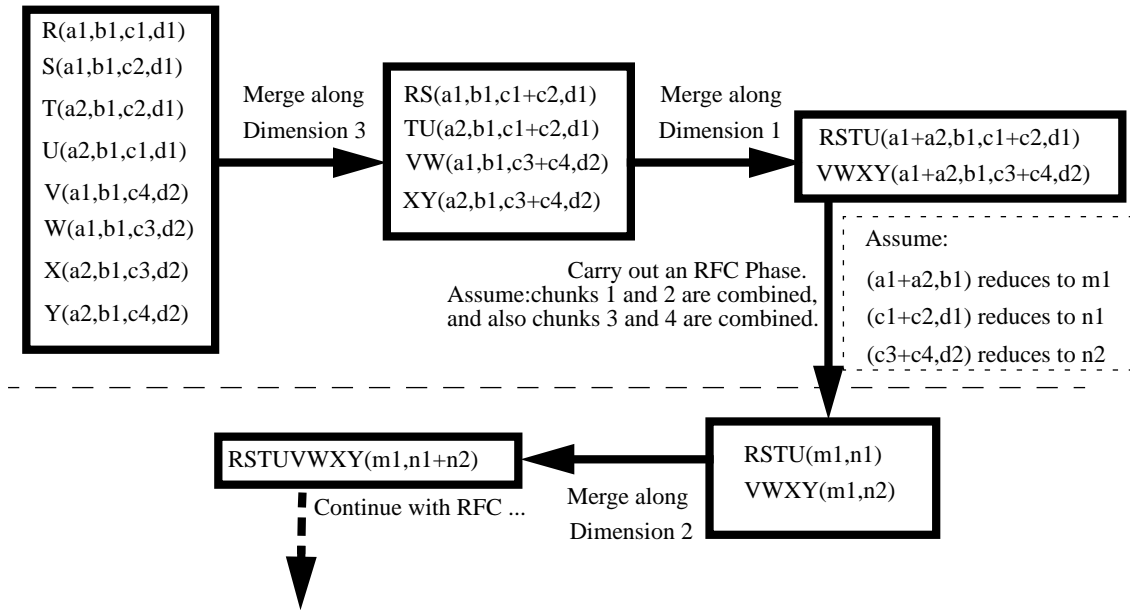 R(a1,b1,c1,d1)
S(a1,b1,c2,d1)
T(a2,b1,c2,d1)
U(a2,b1,c1,d1)
V(a1,b1,c4,d2)
W(a1,b1,c3,d2)
X(a2,b1,c3,d2)
Y(a2,b1,c4,d2)
Merge along
Dimension 3
RS(a1,b1,c1+c2,d1)
TU(a2,b1,c1+c2,d1)
VW(a1,b1,c3+c4,d2)
XY(a2,b1,c3+c4,d2)
Merge along
Dimension 1
RSTU(a1+a2,b1,c1+c2,d1)
VWXY(a1+a2,b1,c3+c4,d2)
Carry out an RFC Phase.
Assume:chunks 1 and 2 are combined,
and also chunks 3 and 4 are combined.
Assume:
(a1+a2,b1) reduces to m1
(c1+c2,d1) reduces to n1
(c3+c4,d2) reduces to n2
RSTU(m1,n1)
VWXY(m1,n2)
Merge along
Dimension 2
RSTUVWXY(m1,n1+n2)
Continue with RFC ...